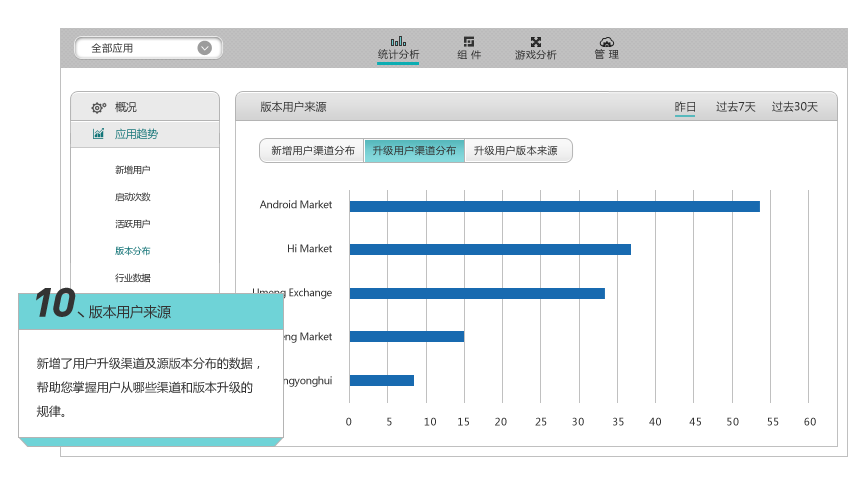 全部应用
统计分析
组 件
游戏分析
管 理
概况
应用趋势
新增用户
启动次数
活跃用户
版本分布
行业数据
版本用户来源
昨日 过去7天 过去30天
新增用户渠道分布 升级用户渠道分布 升级用户版本来源
Android Market
Hi Market
Exchange
Market
0 5 10 15 20 25 30 35 40 45 50 55 60
10、版本用户来源
新增了用户升级渠道及源版本分布的数据，
帮助您掌握用户从哪些渠道和版本升级的
规律。